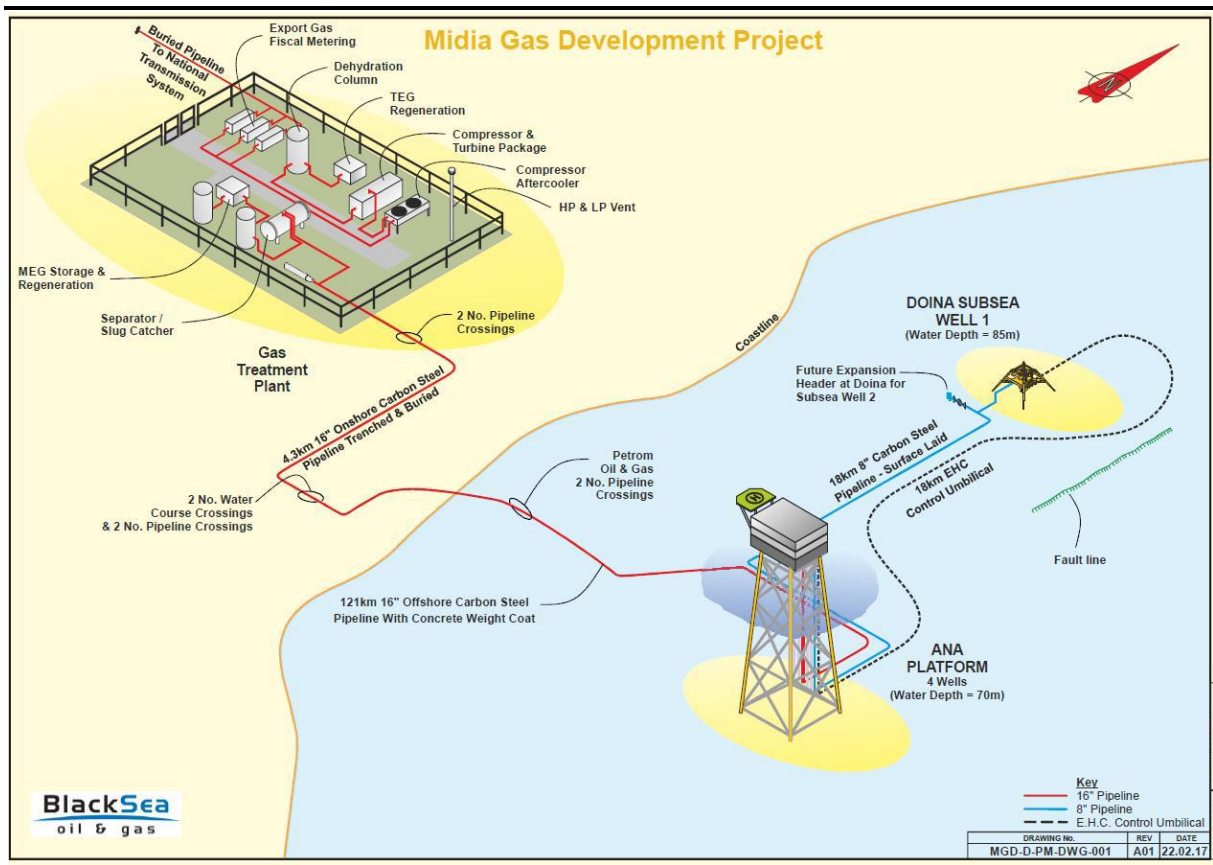 Midia Gas Development Project
Buried Pipeline
To National
Transmission
System
Export Gas
Fiscal Metering
Dehydration
Column
TEG
Regeneration
Compressor &
Turbine Package
Compressor
Aftercooler
HP & LP Vent
N
MEG Storage &
Regeneration
Separator /
Slug Catcher
Gas
Treatment
Plant
2 No. Pipeline
Crossings
4.3km 16" Onshore Carbon Steel
Pipeline Trenched & Buried
2 No. Water
Course Crossings
& 2 No. Pipeline Crossings
Coastline
Petrom
Oil & Gas
2 No. Pipeline
Crossings
121km 16" Offshore Carbon Steel
Pipeline With Concrete Weight Coat
DOINA SUBSEA
WELL 1
(Water Depth = 85m)
Future Expansion
Header at Doina for
Subsea Well 2
18km 8" Carbon Steel
Pipeline - Surface Laid
18km EHC
Control Umbilical
Fault line
ANA
PLATFORM
4 Wells
(Water Depth = 70m)
BlackSea
oil & gas
Key
16" Pipeline
8" Pipeline
E.H.C. Control Umbilical
DRAWING No. REV DATE
MGD-D-PM-DWG-001 A01 22.02.17